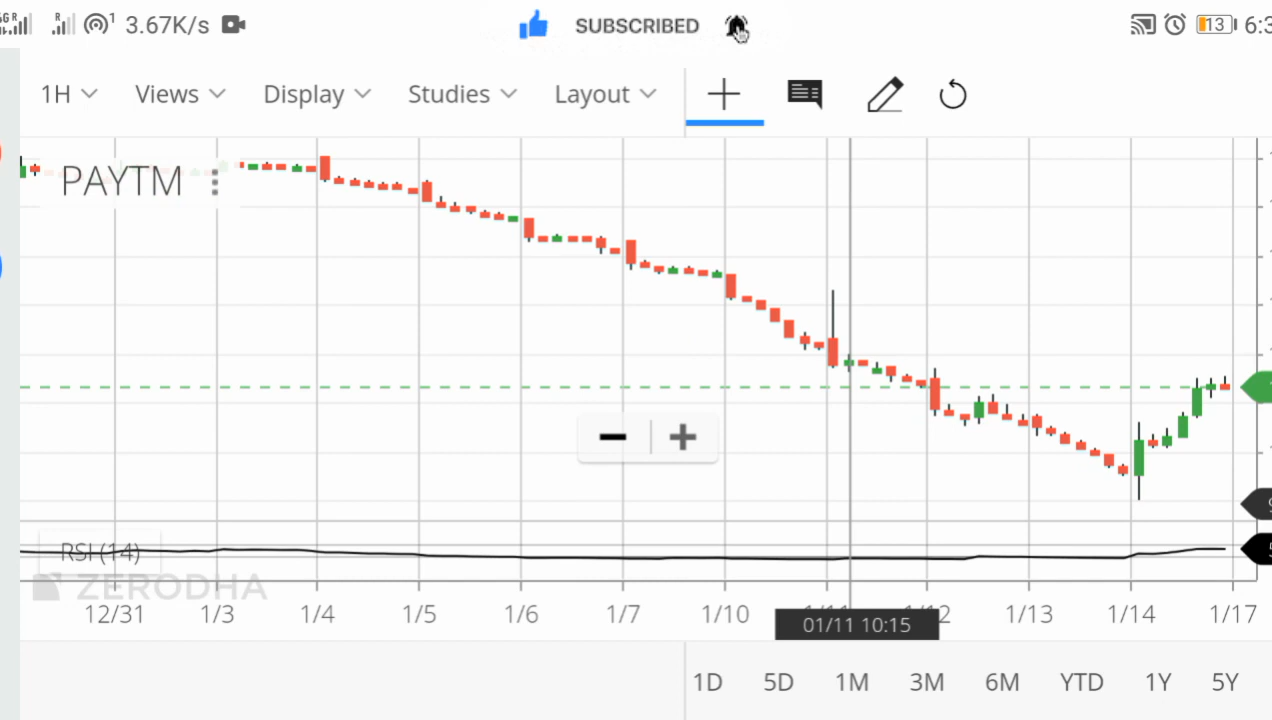 3.67K/s SUBSCRIBED 13
1H Views Display Studies Layout
PAYTM
RSI (14)
ZERODHA
12/31 1/3 1/4 1/5 1/6 1/7 1/10 1/13 1/14 1/17
01/11 10:15
1D 5D 1M 3M 6M YTD 1Y 5Y